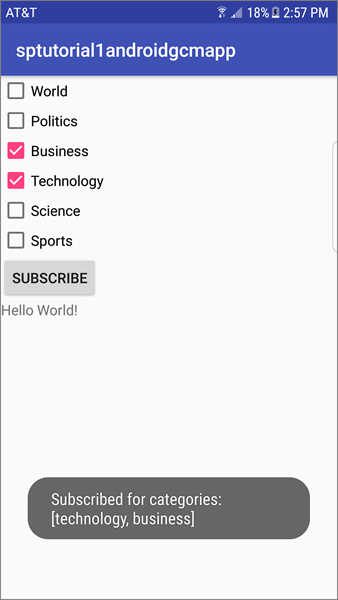 AT&T 18% 2:57 PM
sptutorial1androidgcmapp
World
Politics
Business
Technology
Science
Sports
SUBSCRIBE
Hello World!
Subscribed for categories:
[technology, business]